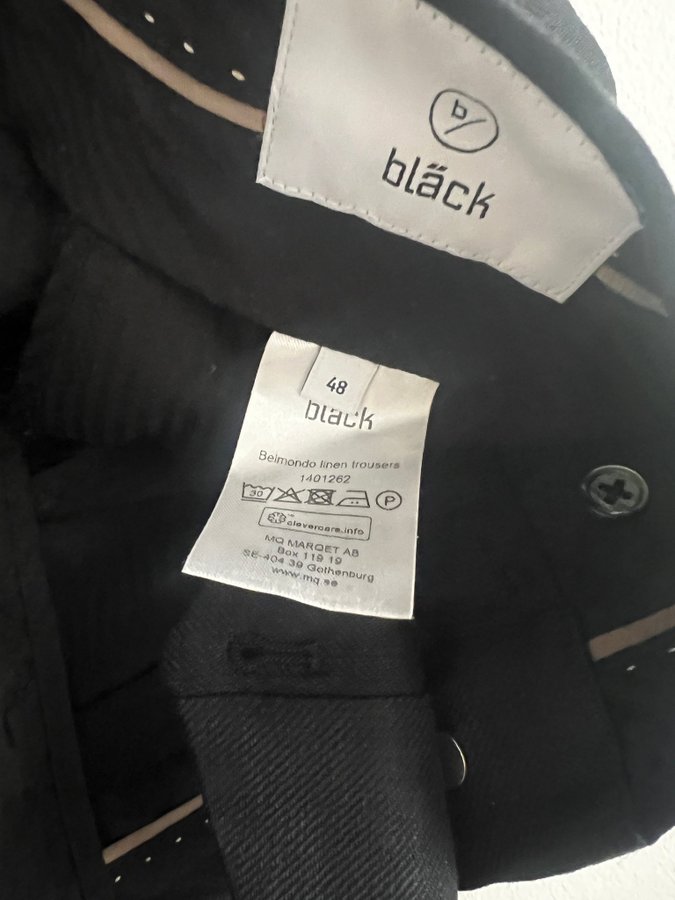 b/
bläck
48
bläck
Belmondo linen trousers
1401262
30 P
clevercare.info
MQ MARQET AB
Box 119 19
SE-404 39 Gothenburg
www.mq.se